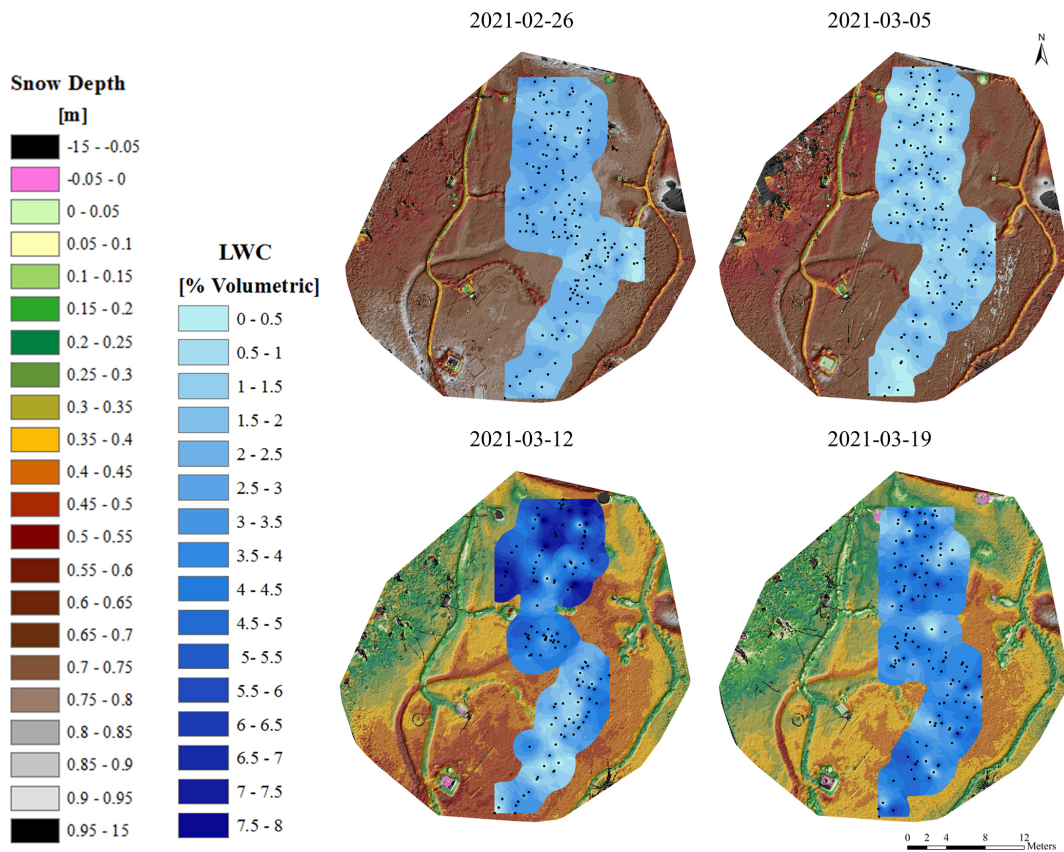 2021-02-26
2021-03-05
N
Snow Depth
[m]
-15 - -0.05
-0.05 - 0
0 - 0.05
0.05 - 0.1
0.1 - 0.15
0.15 - 0.2
0.2 - 0.25
0.25 - 0.3
0.3 - 0.35
0.35 - 0.4
0.4 - 0.45
0.45 - 0.5
0.5 - 0.55
0.55 - 0.6
0.6 - 0.65
0.65 - 0.7
0.7 - 0.75
0.75 - 0.8
0.8 - 0.85
0.85 - 0.9
0.9 - 0.95
0.95 - 15
LWC
[% Volumetric]
0 - 0.5
0.5 - 1
1 - 1.5
1.5 - 2
2 - 2.5
2.5 - 3
3 - 3.5
3.5 - 4
4 - 4.5
4.5 - 5
5- 5.5
5.5 - 6
6 - 6.5
6.5 - 7
7 - 7.5
7.5 - 8
2021-03-12
2021-03-19
0 2 4 8 12
Meters